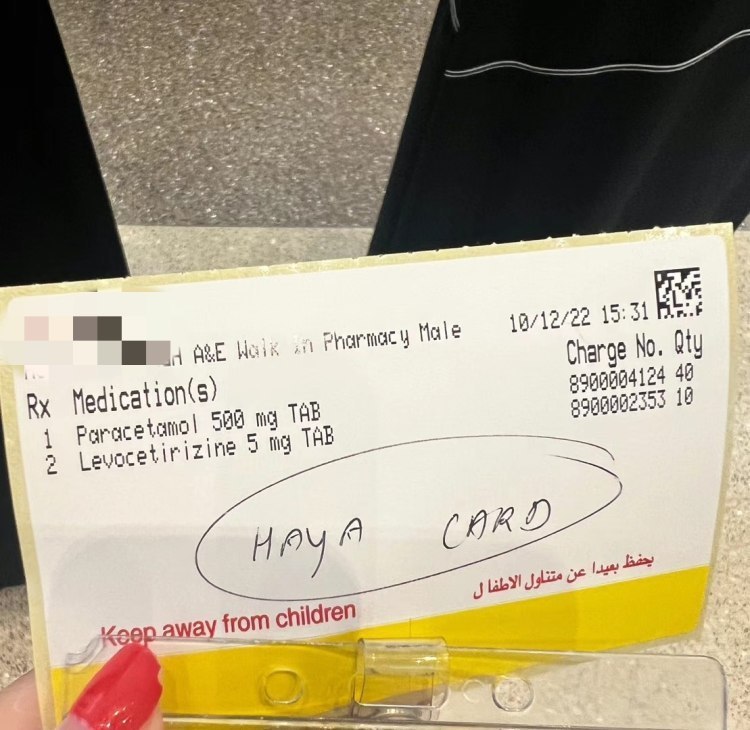 A&E Walk in Pharmacy Male 10/12/22 15:31
Rx Medication(s) Charge No. Qty
1 Paracetamol 500 mg TAB 8900004124 40
2 Levocetirizine 5 mg TAB 8900002353 10
HAYA CARD
يحفظ بعيدا عن متناول الاطفال
Keep away from children